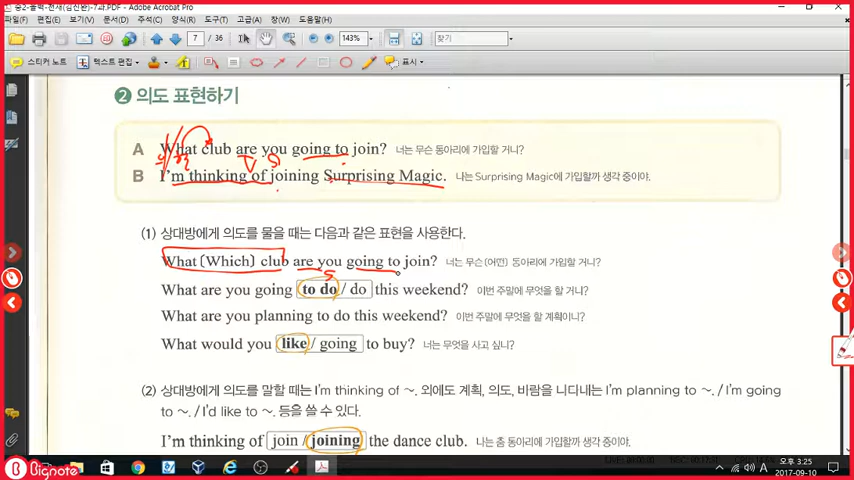 중2-솔벅-천재(김진완)-7과.PDF - Adobe Acrobat Pro
파일(F) 편집(E) 보기(V) 문서(D) 주석(C) 양식(R) 도구(T) 고급(A) 창(W) 도움말(H)
7 / 36 143% 찾기
스티커 노트 텍스트 편집 표시
❷ 의도 표현하기
A What club are you going to join? 너는 무슨 동아리에 가입할 거니?
V S
B I'm thinking of joining Surprising Magic. 나는 Surprising Magic에 가입할까 생각 중이야.
(1) 상대방에게 의도를 물을 때는 다음과 같은 표현을 사용한다.
What(Which) club are you going to join? 너는 무슨(어떤) 동아리에 가입할 거니?
S
What are you going to do / do this weekend? 이번 주말에 무엇을 할 거니?
What are you planning to do this weekend? 이번 주말에 무엇을 할 계획이니?
What would you like / going to buy? 너는 무엇을 사고 싶니?
(2) 상대방에게 의도를 말할 때는 I'm thinking of ~. 외에도 계획, 의도, 바람을 나타내는 I'm planning to ~. / I'm going
to ~. / I'd like to ~. 등을 쓸 수 있다.
I'm thinking of join / joining the dance club. 나는 춤 동아리에 가입할까 생각 중이야.
Bignote
A 오후 3:25
2017-09-10